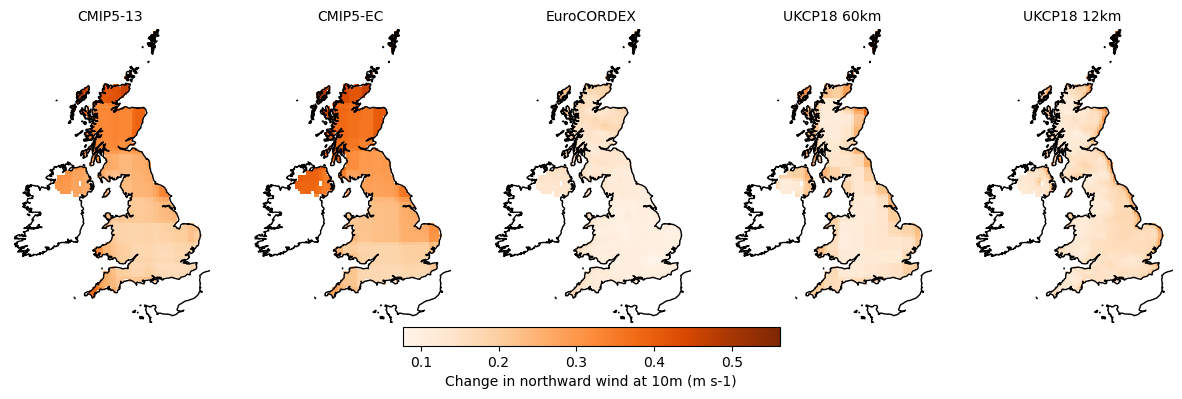 CMIP5-13 CMIP5-EC EuroCORDEX UKCP18 60km UKCP18 12km
0.1 0.2 0.3 0.4 0.5
Change in northward wind at 10m (m s-1)